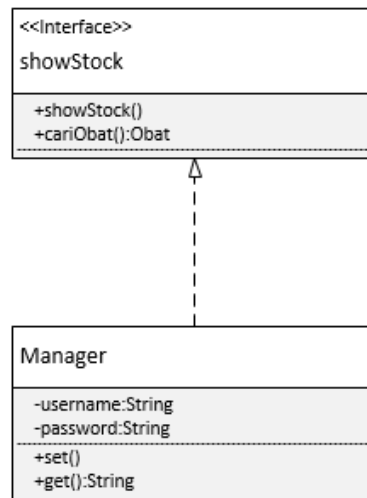 <<Interface>>
showStock
+showStock()
+cariObat():Obat
Manager
-username:String
-password:String
+set()
+get():String